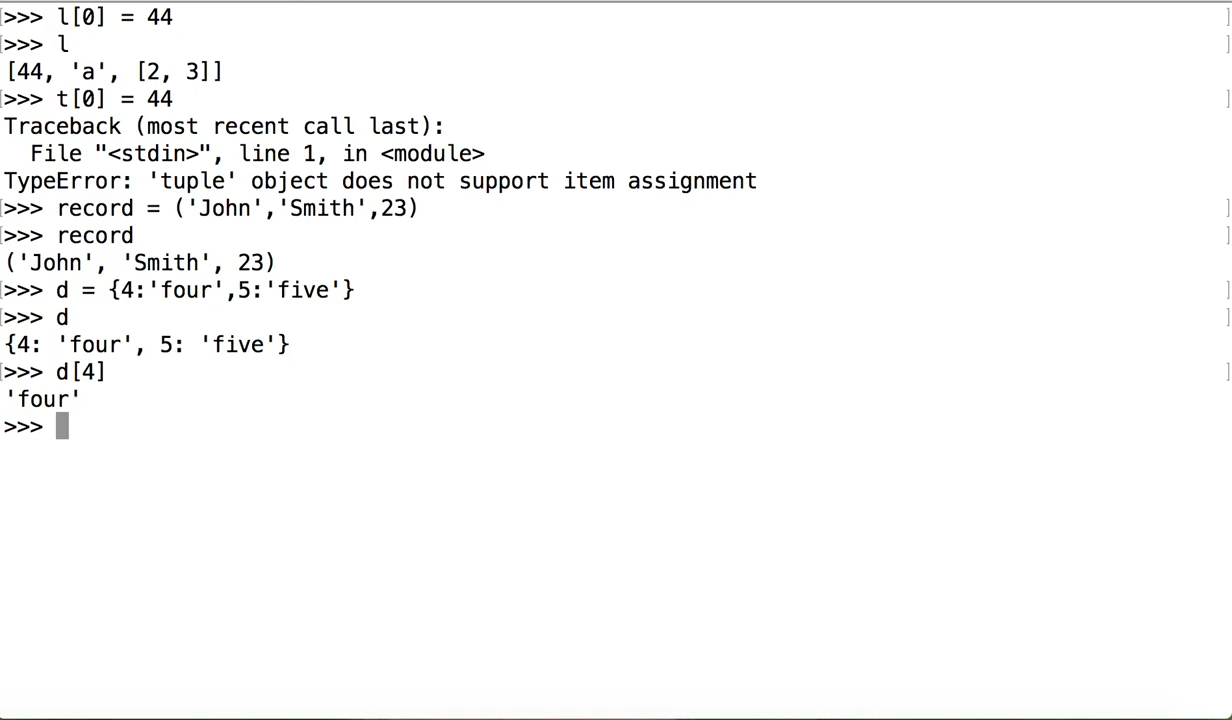 >>> l[0] = 44
>>> l
[44, 'a', [2, 3]]
>>> t[0] = 44
Traceback (most recent call last):
  File "<stdin>", line 1, in <module>
TypeError: 'tuple' object does not support item assignment
>>> record = ('John','Smith',23)
>>> record
('John', 'Smith', 23)
>>> d = {4:'four',5:'five'}
>>> d
{4: 'four', 5: 'five'}
>>> d[4]
'four'
>>>